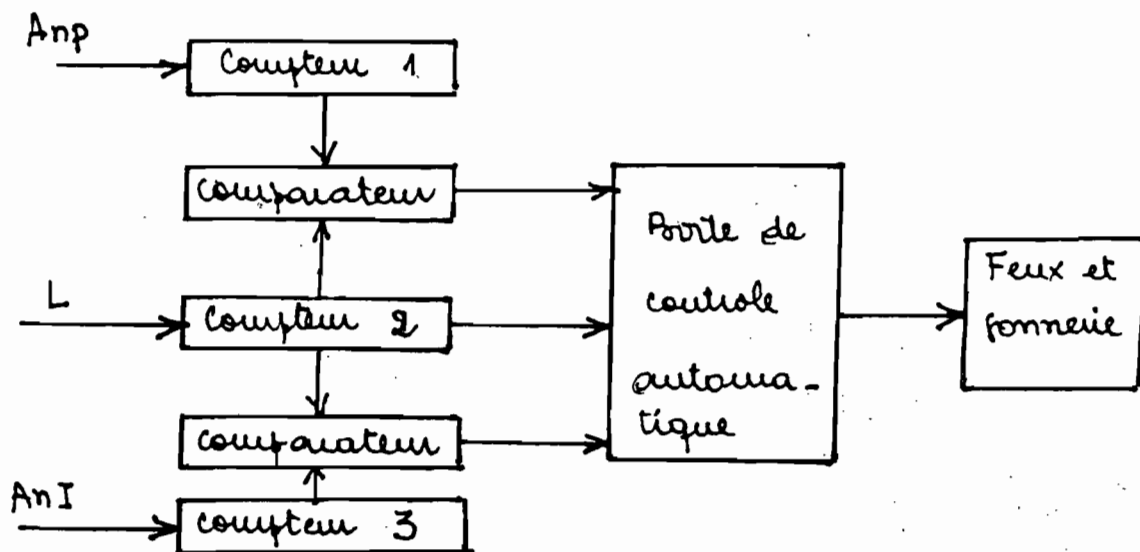 Anp
Compteur 1
comparateur
L
compteur 2
comparateur
AnI
compteur 3
Porte de
controle
automa-
tique
Feux et
sonnerie